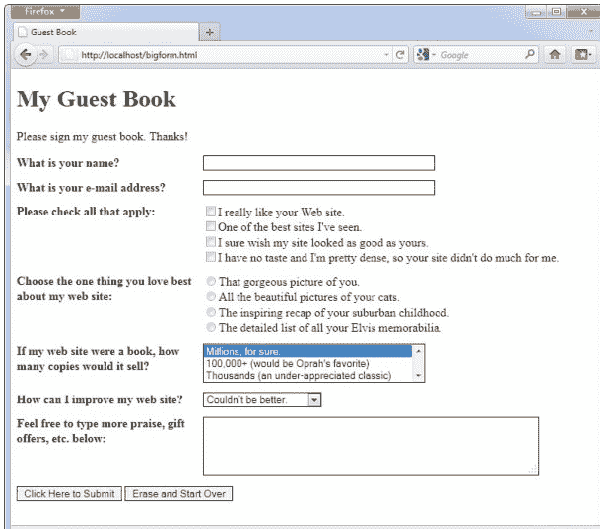 Firefox
Guest Book
http://localhost/bigform.html
Google
My Guest Book
Please sign my guest book. Thanks!
What is your name?
What is your e-mail address?
Please check all that apply:
I really like your Web site.
One of the best sites I've seen.
I sure wish my site looked as good as yours.
I have no taste and I'm pretty dense, so your site didn't do much for me.
Choose the one thing you love best
about my web site:
That gorgeous picture of you.
All the beautiful pictures of your cats.
The inspiring recap of your suburban childhood.
The detailed list of all your Elvis memorabilia.
If my web site were a book, how
many copies would it sell?
Millions, for sure.
100,000+ (would be Oprah's favorite)
Thousands (an under-appreciated classic)
How can I improve my web site?
Couldn't be better.
Feel free to type more praise, gift
offers, etc. below:
Click Here to Submit
Erase and Start Over